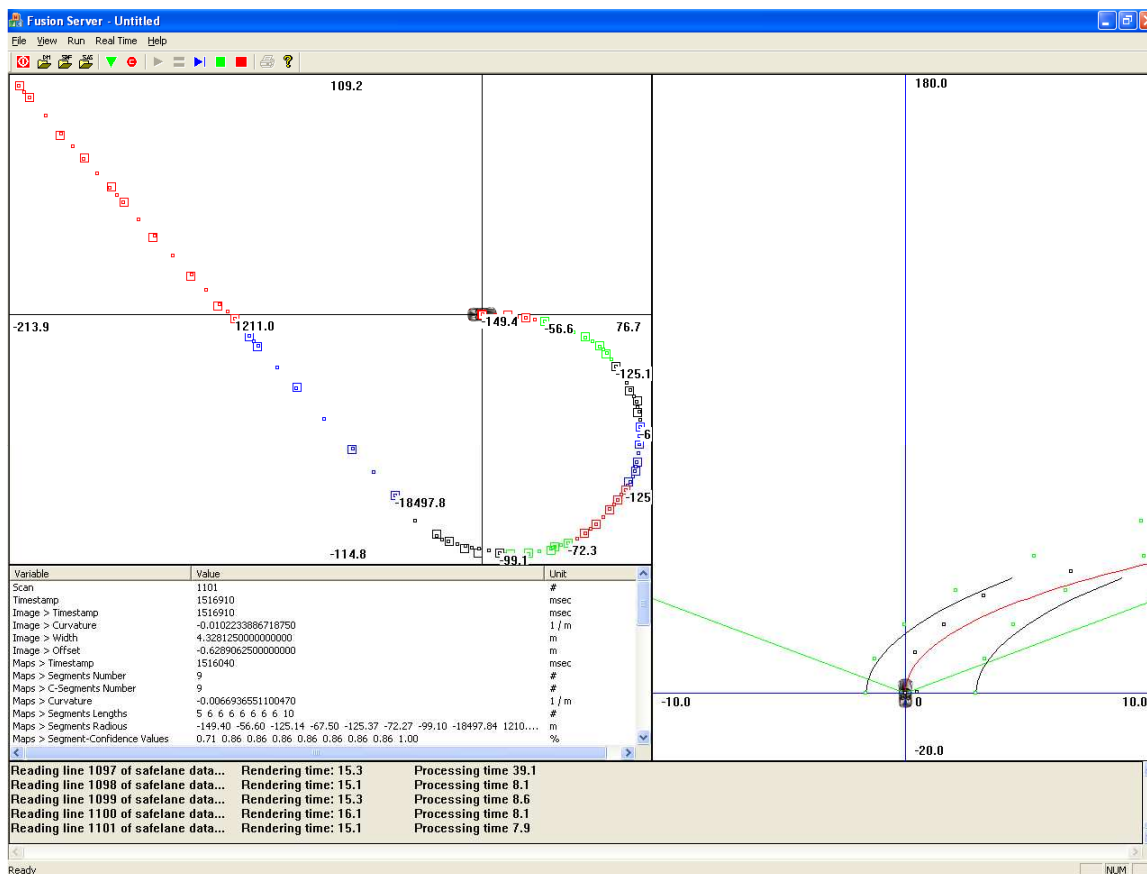 Fusion Server - Untitled
File View Run Real Time Help
109.2
-213.9
1211.0
-149.4
-56.6
76.7
-125.1
-6
-125
-18497.8
-114.8
-99.1
-72.3
180.0
-10.0
0
10.0
-20.0
Variable Value Unit
Scan 1101 #
Timestamp 1516910 msec
Image > Timestamp 1516910 msec
Image > Curvature -0.0102233886718750 1 / m
Image > Width 4.3281250000000000 m
Image > Offset -0.6289062500000000 m
Maps > Timestamp 1516040 msec
Maps > Segments Number 9 #
Maps > C-Segments Number 9 #
Maps > Curvature -0.0066936551100470 1 / m
Maps > Segments Lengths 5 6 6 6 6 6 6 6 10 #
Maps > Segments Radious -149.40 -56.60 -125.14 -67.50 -125.37 -72.27 -99.10 -18497.84 1210.... m
Maps > Segment-Confidence Values 0.71 0.86 0.86 0.86 0.86 0.86 0.86 0.86 1.00 %
Reading line 1097 of safelane data... Rendering time: 15.3 Processing time 39.1
Reading line 1098 of safelane data... Rendering time: 15.1 Processing time 8.1
Reading line 1099 of safelane data... Rendering time: 15.3 Processing time 8.6
Reading line 1100 of safelane data... Rendering time: 16.1 Processing time 8.1
Reading line 1101 of safelane data... Rendering time: 15.1 Processing time 7.9
Ready
NUM